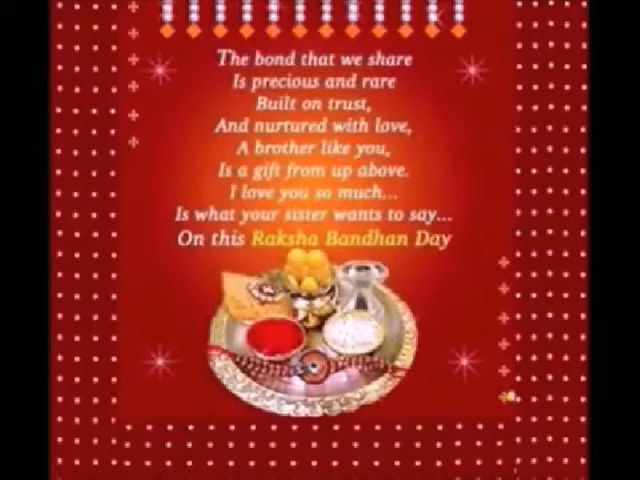 The bond that we share
Is precious and rare
Built on trust,
And nurtured with love,
A brother like you,
Is a gift from up above.
I love you so much...
Is what your sister wants to say...
On this Raksha Bandhan Day